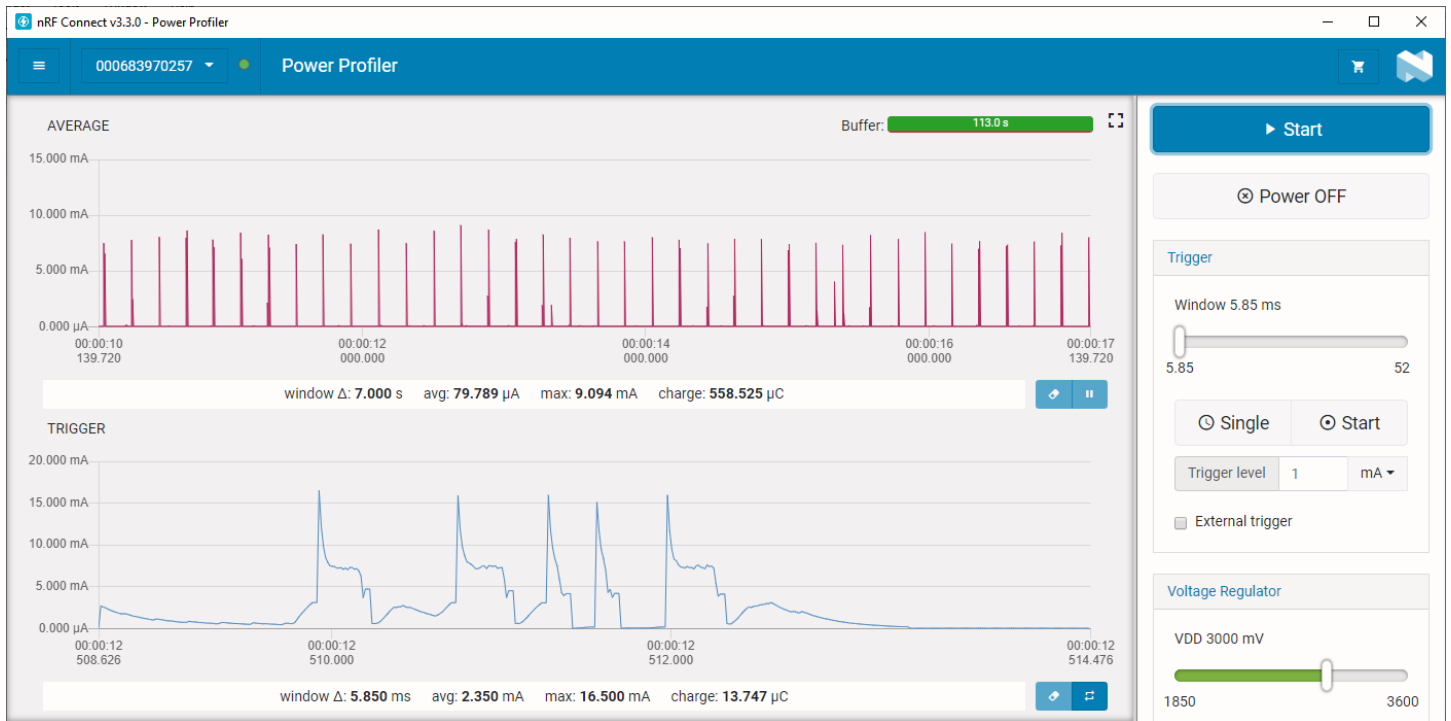 nRF Connect v3.3.0 - Power Profiler
000683970257
Power Profiler
AVERAGE
Buffer: 113.0 s
15.000 mA
10.000 mA
5.000 mA
0.000 µA
00:00:10 00:00:12 00:00:14 00:00:16 00:00:17
139.720 000.000 000.000 000.000 139.720
window Δ: 7.000 s avg: 79.789 µA max: 9.094 mA charge: 558.525 µC
TRIGGER
20.000 mA
15.000 mA
10.000 mA
5.000 mA
0.000 µA
00:00:12 00:00:12 00:00:12 00:00:12
508.626 510.000 512.000 514.476
window Δ: 5.850 ms avg: 2.350 mA max: 16.500 mA charge: 13.747 µC
Start
Power OFF
Trigger
Window 5.85 ms
5.85 52
Single Start
Trigger level 1 mA
External trigger
Voltage Regulator
VDD 3000 mV
1850 3600